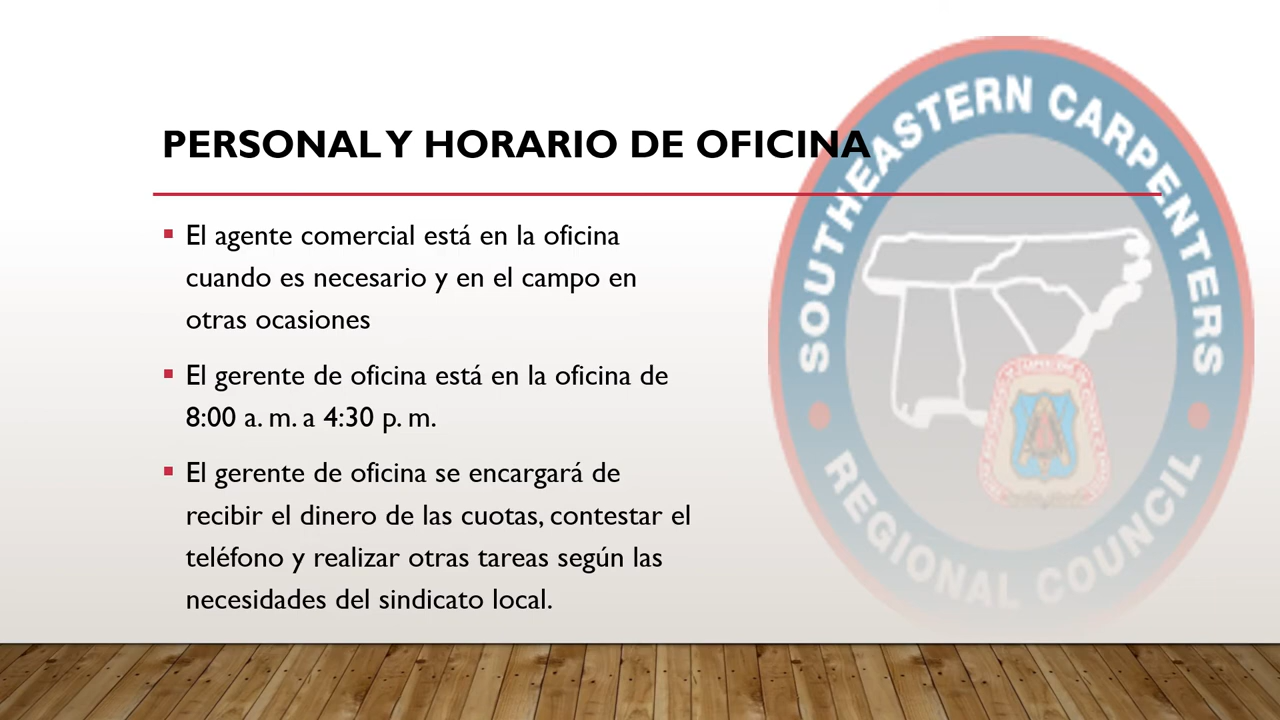 PERSONAL Y HORARIO DE OFICINA
El agente comercial está en la oficina
cuando es necesario y en el campo en
otras ocasiones
El gerente de oficina está en la oficina de
8:00 a. m. a 4:30 p. m.
El gerente de oficina se encargará de
recibir el dinero de las cuotas, contestar el
teléfono y realizar otras tareas según las
necesidades del sindicato local.
SOUTHEASTERN CARPENTERS
REGIONAL COUNCIL